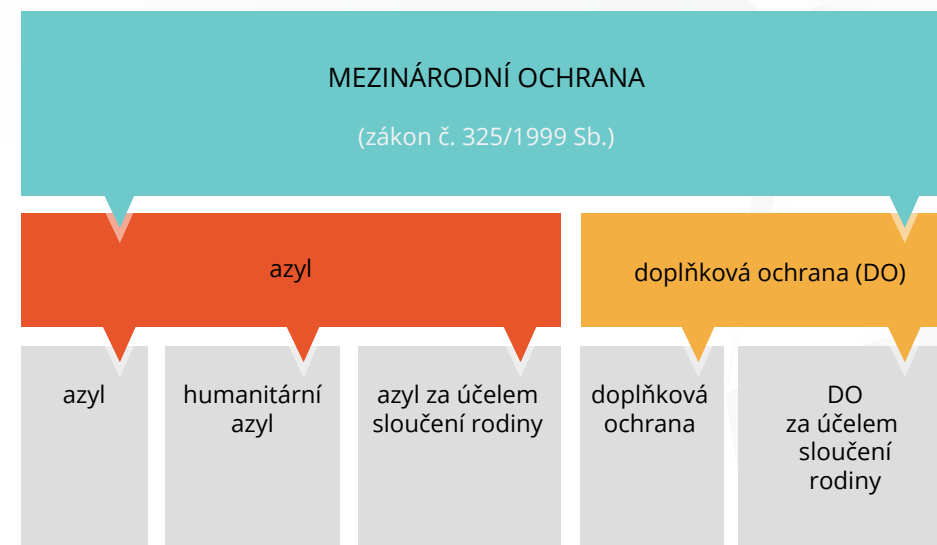 MEZINÁRODNÍ OCHRANA
(zákon č. 325/1999 Sb.)
azyl
doplňková ochrana (DO)
azyl
humanitární
azyl
azyl za účelem
sloučení rodiny
doplňková
ochrana
DO
za účelem
sloučení
rodiny